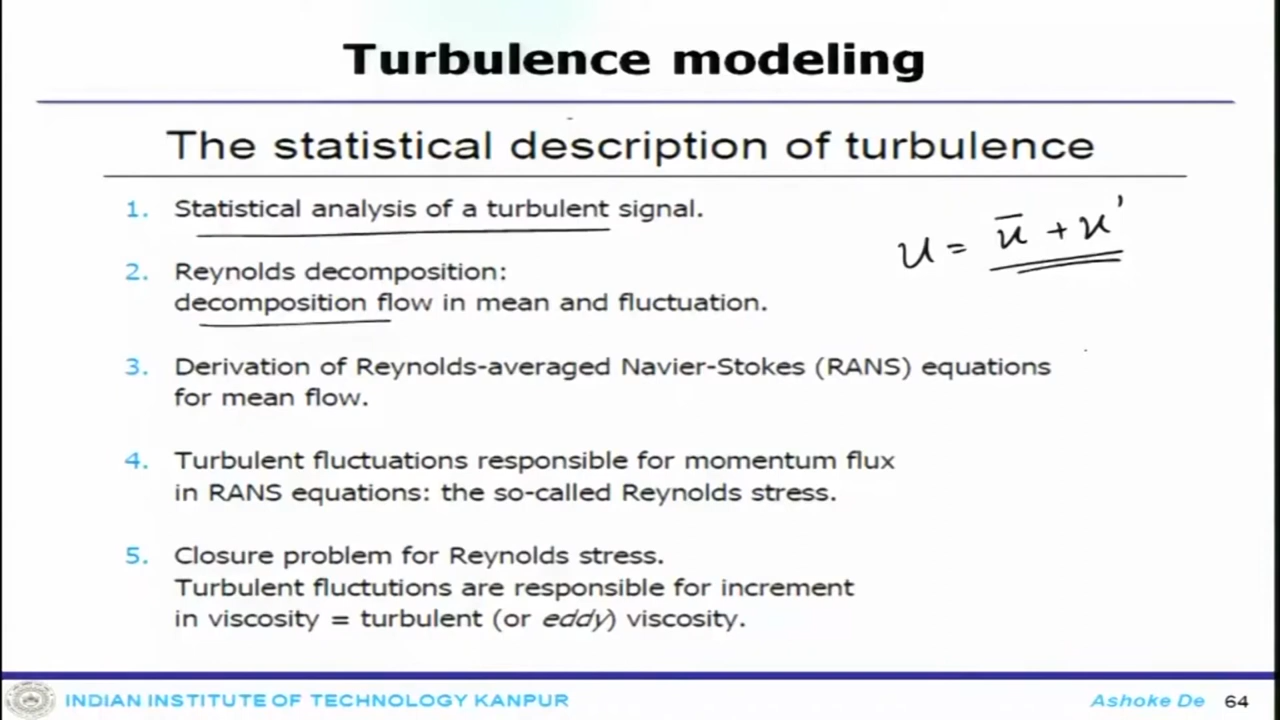 Turbulence modeling
The statistical description of turbulence
1. Statistical analysis of a turbulent signal.
u = u̅ + u'
2. Reynolds decomposition:
decomposition flow in mean and fluctuation.
3. Derivation of Reynolds-averaged Navier-Stokes (RANS) equations
for mean flow.
4. Turbulent fluctuations responsible for momentum flux
in RANS equations: the so-called Reynolds stress.
5. Closure problem for Reynolds stress.
Turbulent fluctutions are responsible for increment
in viscosity = turbulent (or eddy) viscosity.
INDIAN INSTITUTE OF TECHNOLOGY KANPUR
Ashoke De 64